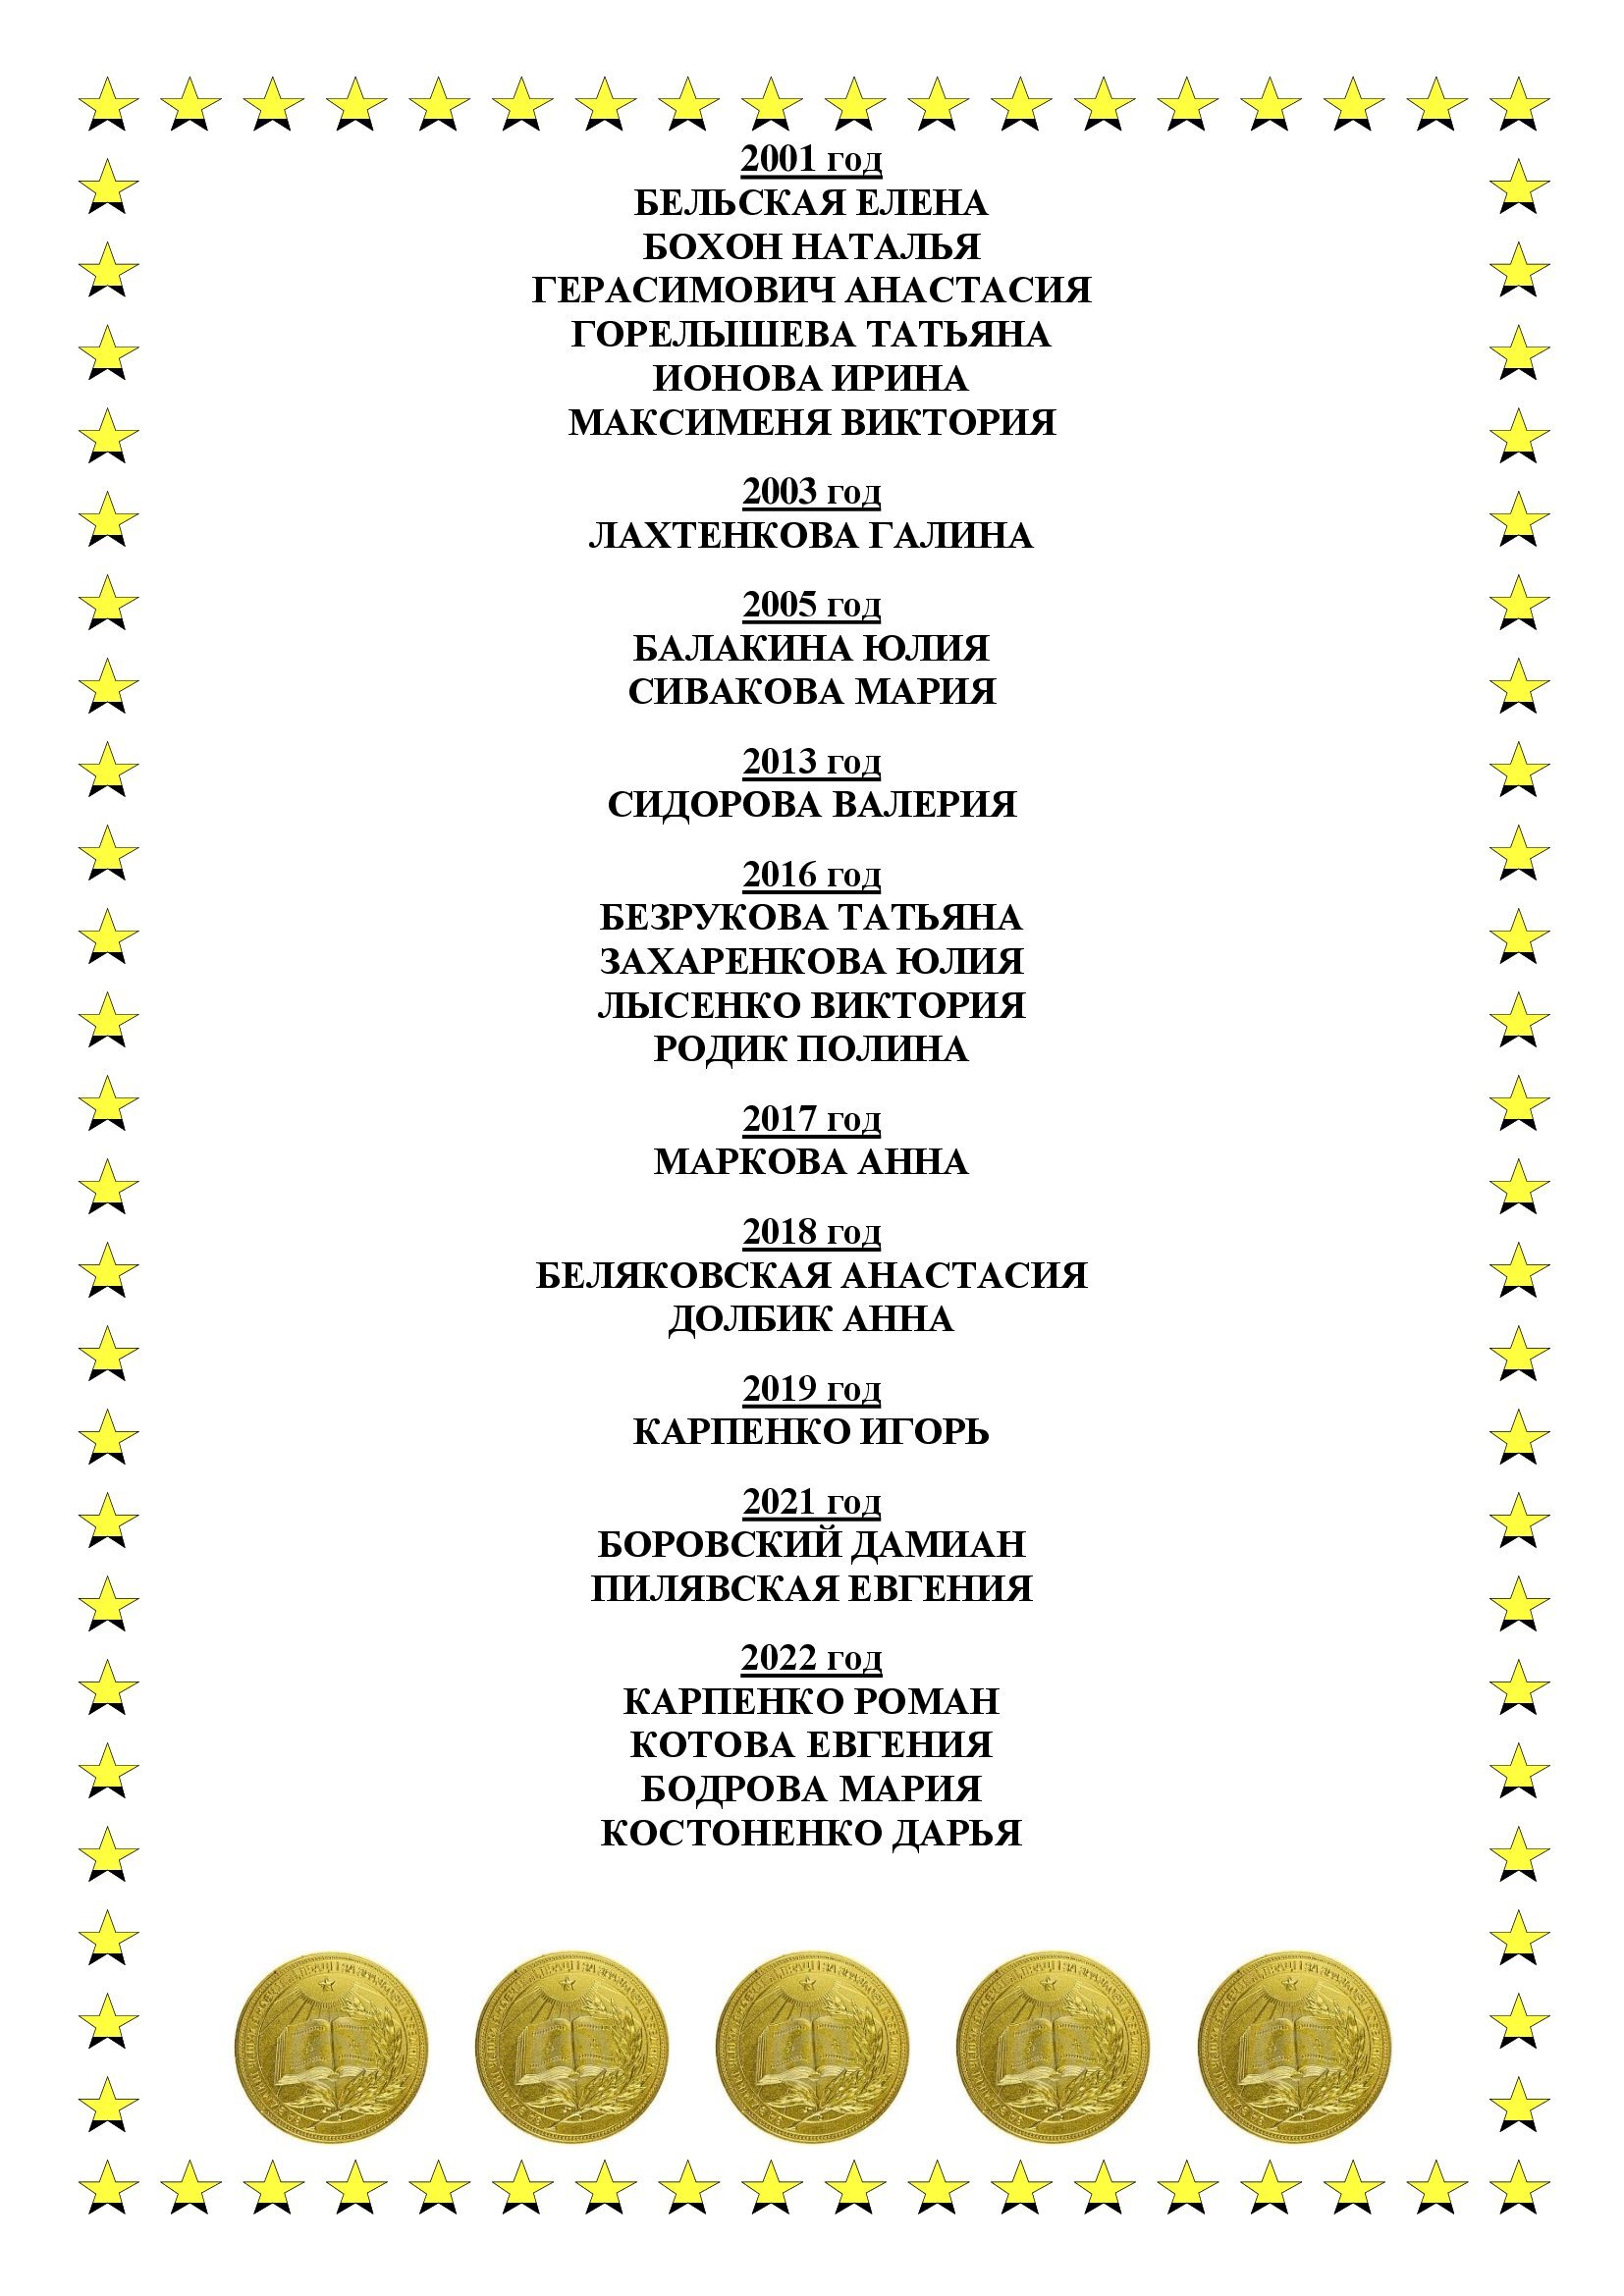 2001 год
БЕЛЬСКАЯ ЕЛЕНА
БОХОН НАТАЛЬЯ
ГЕРАСИМОВИЧ АНАСТАСИЯ
ГОРЕЛЫШЕВА ТАТЬЯНА
ИОНОВА ИРИНА
МАКСИМЕНЯ ВИКТОРИЯ
2003 год
ЛАХТЕНКОВА ГАЛИНА
2005 год
БАЛАКИНА ЮЛИЯ
СИВАКОВА МАРИЯ
2013 год
СИДОРОВА ВАЛЕРИЯ
2016 год
БЕЗРУКОВА ТАТЬЯНА
ЗАХАРЕНКОВА ЮЛИЯ
ЛЫСЕНКО ВИКТОРИЯ
РОДИК ПОЛИНА
2017 год
МАРКОВА АННА
2018 год
БЕЛЯКОВСКАЯ АНАСТАСИЯ
ДОЛБИК АННА
2019 год
КАРПЕНКО ИГОРЬ
2021 год
БОРОВСКИЙ ДАМИАН
ПИЛЯВСКАЯ ЕВГЕНИЯ
2022 год
КАРПЕНКО РОМАН
КОТОВА ЕВГЕНИЯ
БОДРОВА МАРИЯ
КОСТОНЕНКО ДАРЬЯ